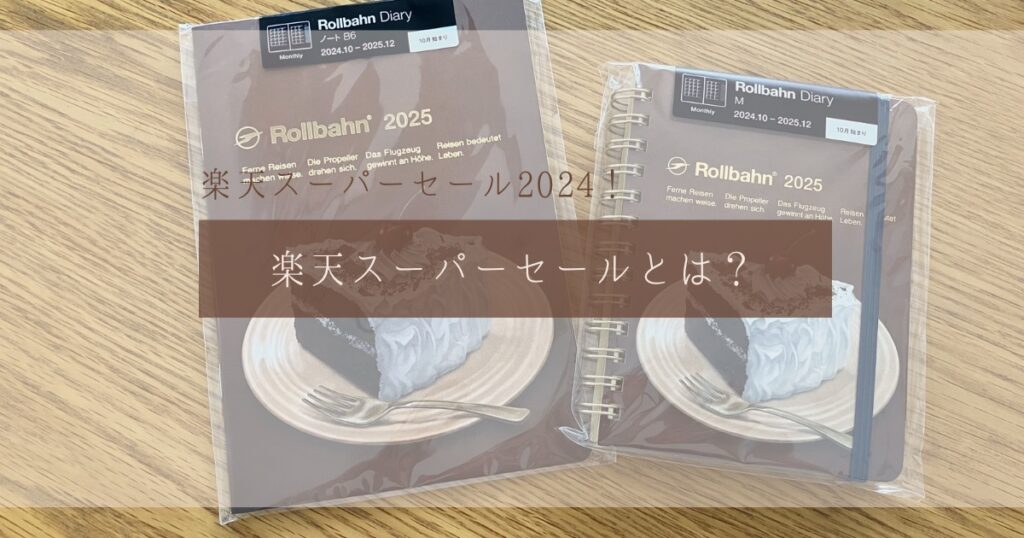 Rollbahn Diary
ノート B6
2024.10 – 2025.12
Monthly
10月始まり
Rollbahn® 2025
Ferne Reisen machen weise.
Die Propeller drehen sich.
Das Flugzeug gewinnt an Höhe.
Reisen bedeutet Leben.
Rollbahn Diary
M
2024.10 – 2025.12
Monthly
10月始まり
Rollbahn® 2025
Ferne Reisen machen weise.
Die Propeller drehen sich.
Das Flugzeug gewinnt an Höhe.
Reisen
Leben.
楽天スーパーセール2024！
楽天スーパーセールとは？